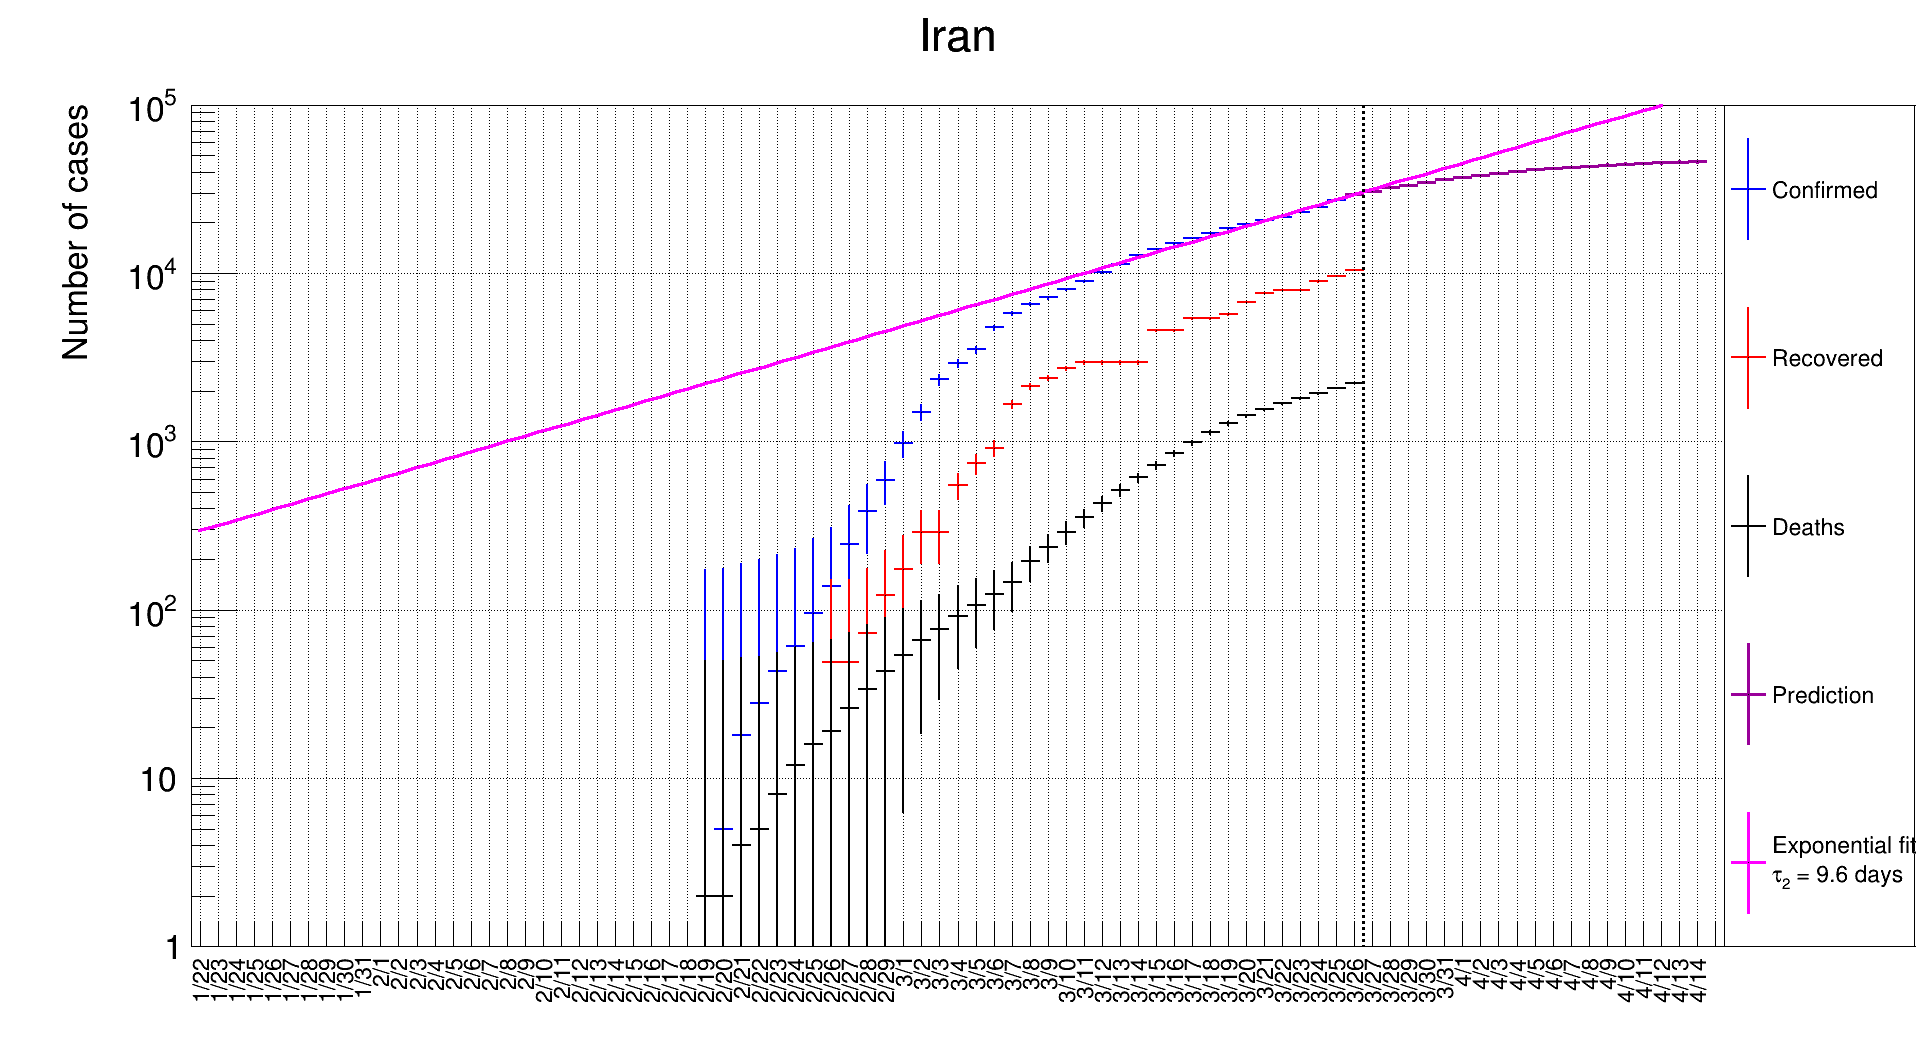 Iran
Number of cases
10^5
10^4
10^3
10^2
10
1
1/22 1/23 1/24 1/25 1/26 1/27 1/28 1/29 1/30 1/31 2/1 2/2 2/3 2/4 2/5 2/6 2/7 2/8 2/9 2/10 2/11 2/12 2/13 2/14 2/15 2/16 2/17 2/18 2/19 2/20 2/21 2/22 2/23 2/24 2/25 2/26 2/27 2/28 2/29 3/1 3/2 3/3 3/4 3/5 3/6 3/7 3/8 3/9 3/10 3/11 3/12 3/13 3/14 3/15 3/16 3/17 3/18 3/19 3/20 3/21 3/22 3/23 3/24 3/25 3/26 3/27 3/28 3/29 3/30 3/31 4/1 4/2 4/3 4/4 4/5 4/6 4/7 4/8 4/9 4/10 4/11 4/12 4/13 4/14
Confirmed
Recovered
Deaths
Prediction
Exponential fit
τ₂ = 9.6 days